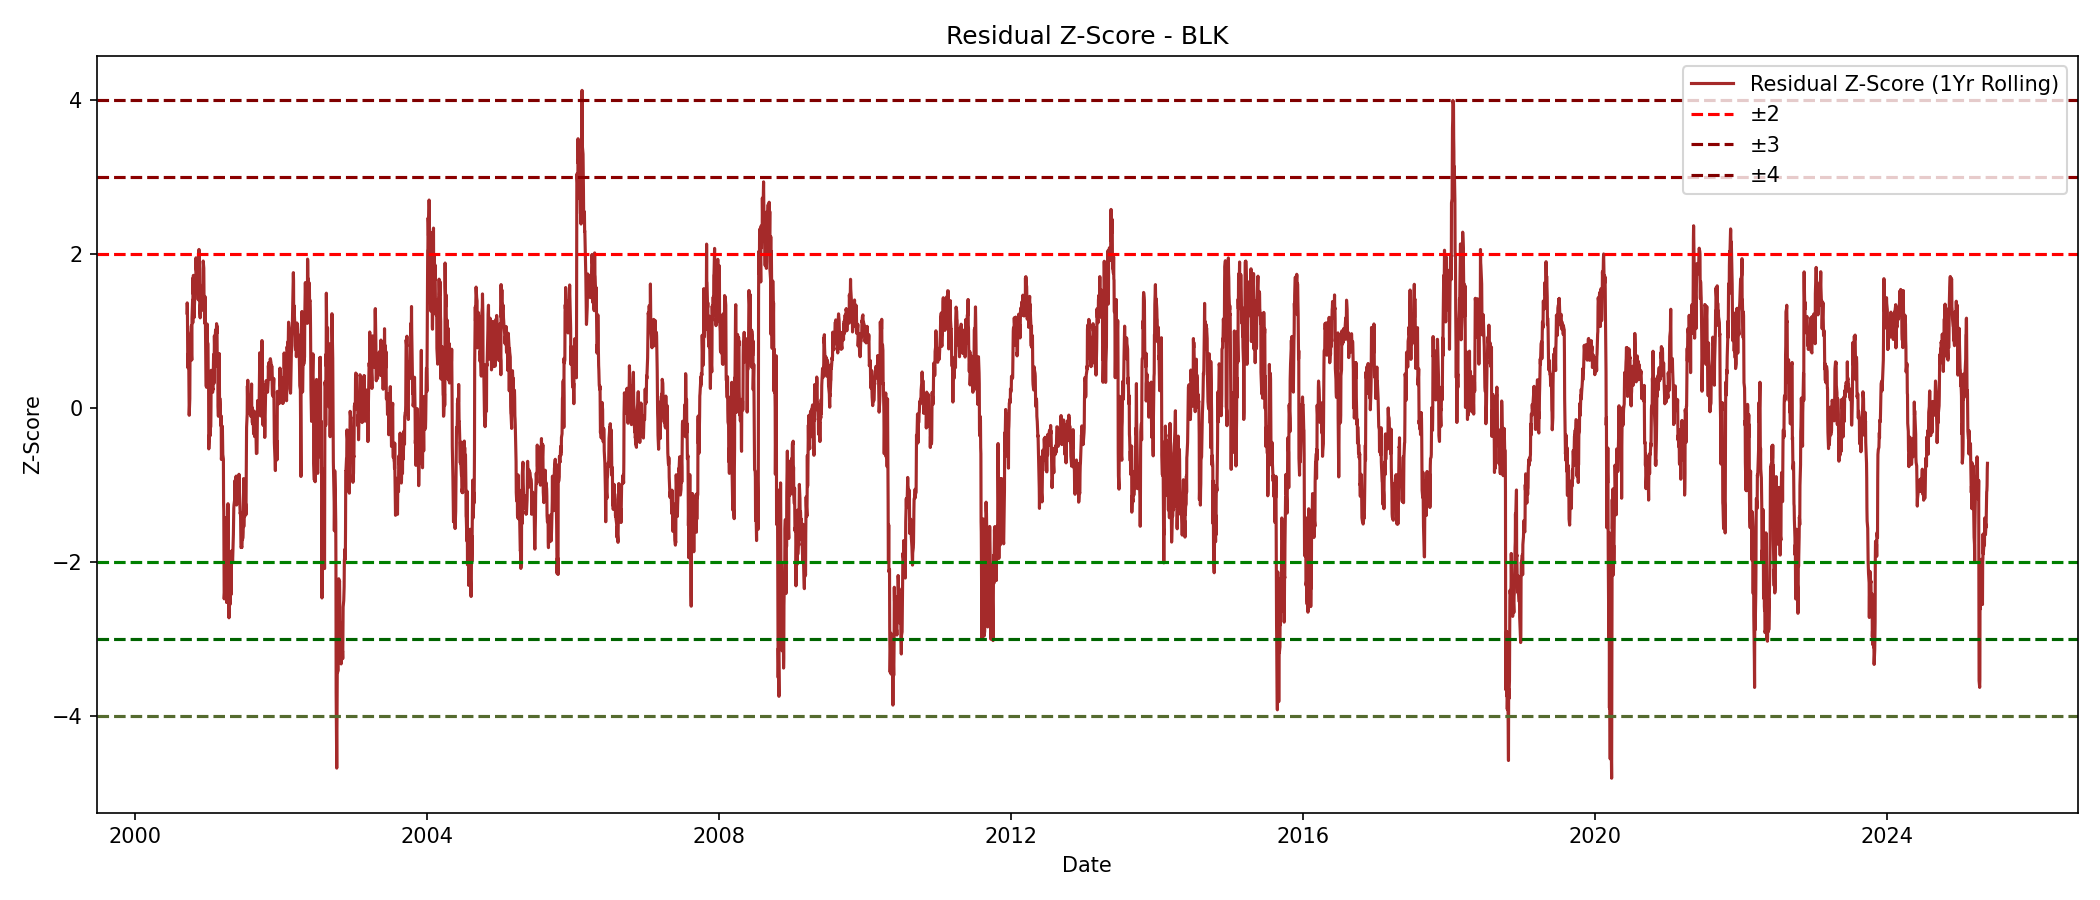 Residual Z-Score - BLK
Residual Z-Score (1Yr Rolling)
±2
±3
±4
Z-Score
4
2
0
−2
−4
2000 2004 2008 2012 2016 2020 2024
Date